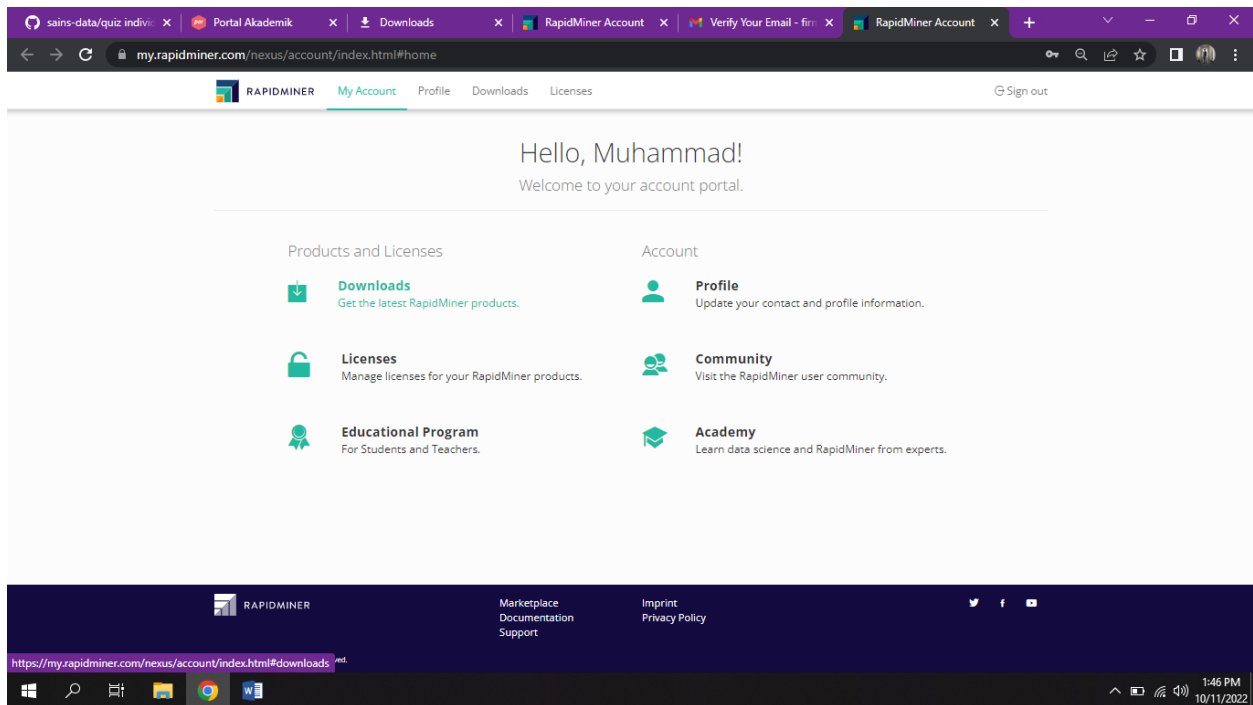 sains-data/quiz indivic
Portal Akademik
Downloads
RapidMiner Account
Verify Your Email - firn
RapidMiner Account
my.rapidminer.com/nexus/account/index.html#home
RAPIDMINER
My Account
Profile
Downloads
Licenses
Sign out
Hello, Muhammad!
Welcome to your account portal.
Products and Licenses
Account
Downloads
Get the latest RapidMiner products.
Profile
Update your contact and profile information.
Licenses
Manage licenses for your RapidMiner products.
Community
Visit the RapidMiner user community.
Educational Program
For Students and Teachers.
Academy
Learn data science and RapidMiner from experts.
RAPIDMINER
Marketplace
Documentation
Support
Imprint
Privacy Policy
https://my.rapidminer.com/nexus/account/index.html#downloads
ved.
1:46 PM
10/11/2022